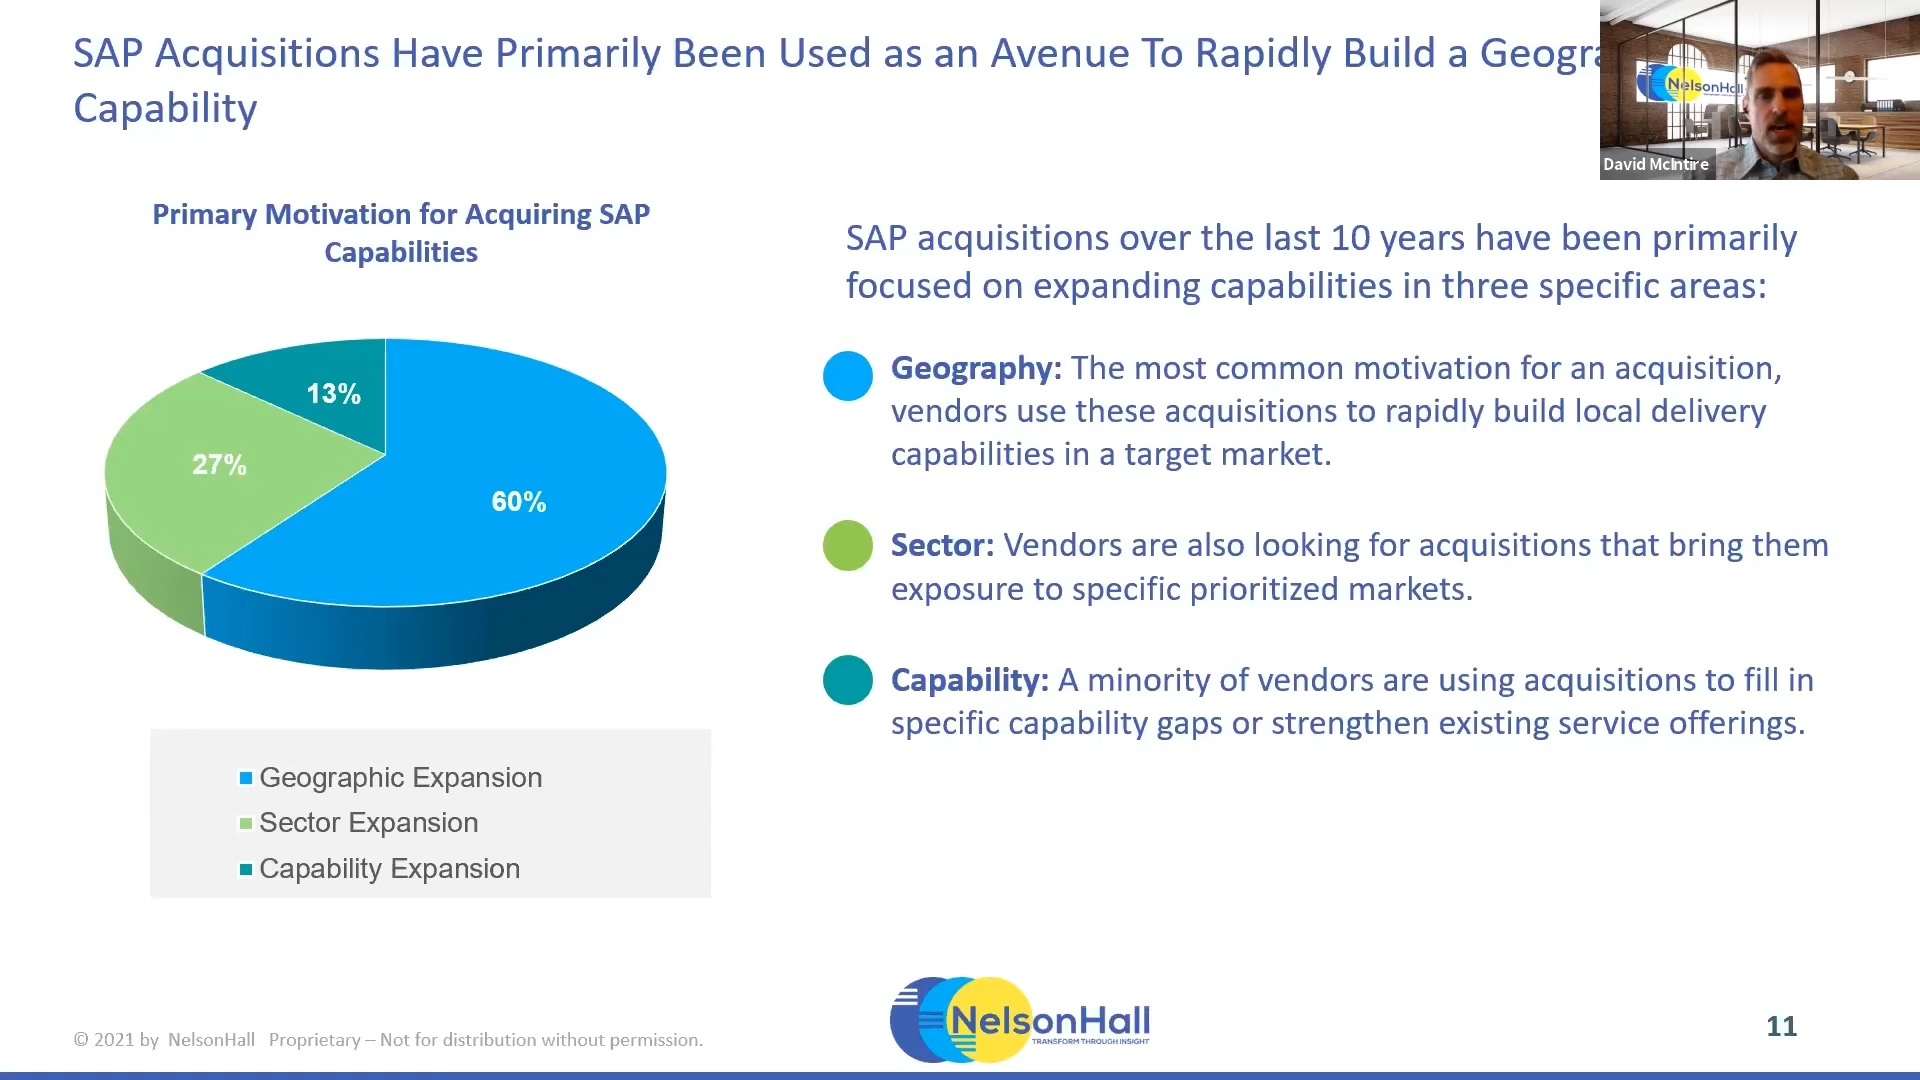 SAP Acquisitions Have Primarily Been Used as an Avenue To Rapidly Build a
Capability
NelsonHall
David McIntire
Primary Motivation for Acquiring SAP
Capabilities
13%
27%
60%
Geographic Expansion
Sector Expansion
Capability Expansion
SAP acquisitions over the last 10 years have been primarily
focused on expanding capabilities in three specific areas:
Geography: The most common motivation for an acquisition,
vendors use these acquisitions to rapidly build local delivery
capabilities in a target market.
Sector: Vendors are also looking for acquisitions that bring them
exposure to specific prioritized markets.
Capability: A minority of vendors are using acquisitions to fill in
specific capability gaps or strengthen existing service offerings.
© 2021 by NelsonHall Proprietary – Not for distribution without permission.
NelsonHall
TRANSFORM THROUGH INSIGHT
11